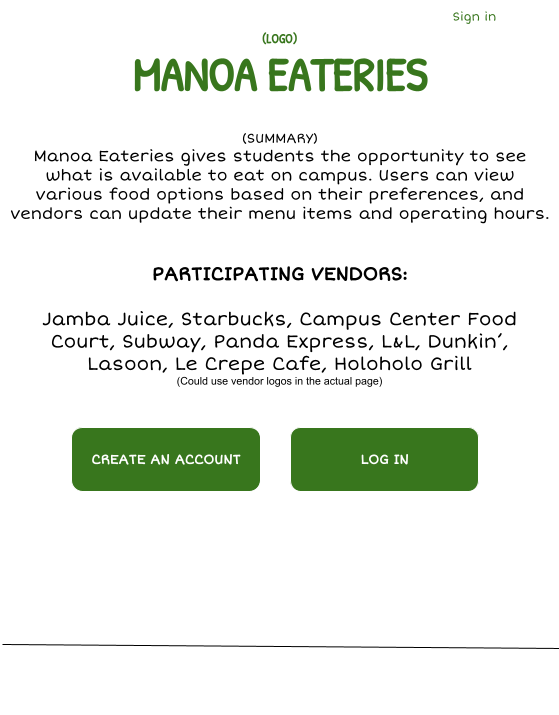 Sign in
(LOGO)
MANOA EATERIES
(SUMMARY)
Manoa Eateries gives students the opportunity to see
what is available to eat on campus. Users can view
various food options based on their preferences, and
vendors can update their menu items and operating hours.
PARTICIPATING VENDORS:
Jamba Juice, Starbucks, Campus Center Food
Court, Subway, Panda Express, L&L, Dunkin’,
Lasoon, Le Crepe Cafe, Holoholo Grill
(Could use vendor logos in the actual page)
CREATE AN ACCOUNT
LOG IN